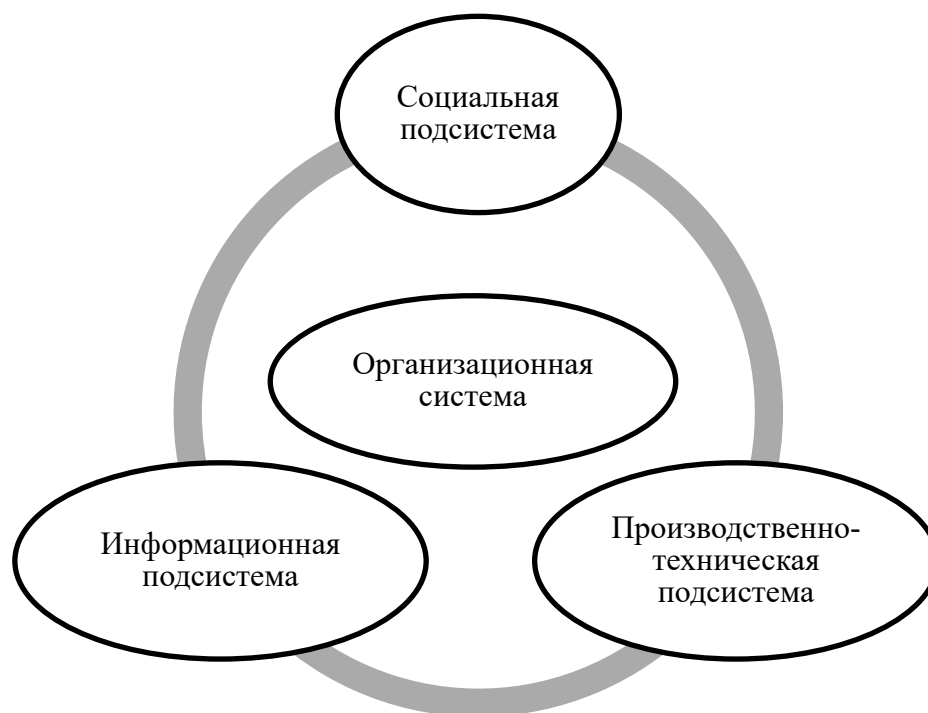 Социальная
подсистема
Организационная
система
Информационная
подсистема
Производственно-
техническая
подсистема